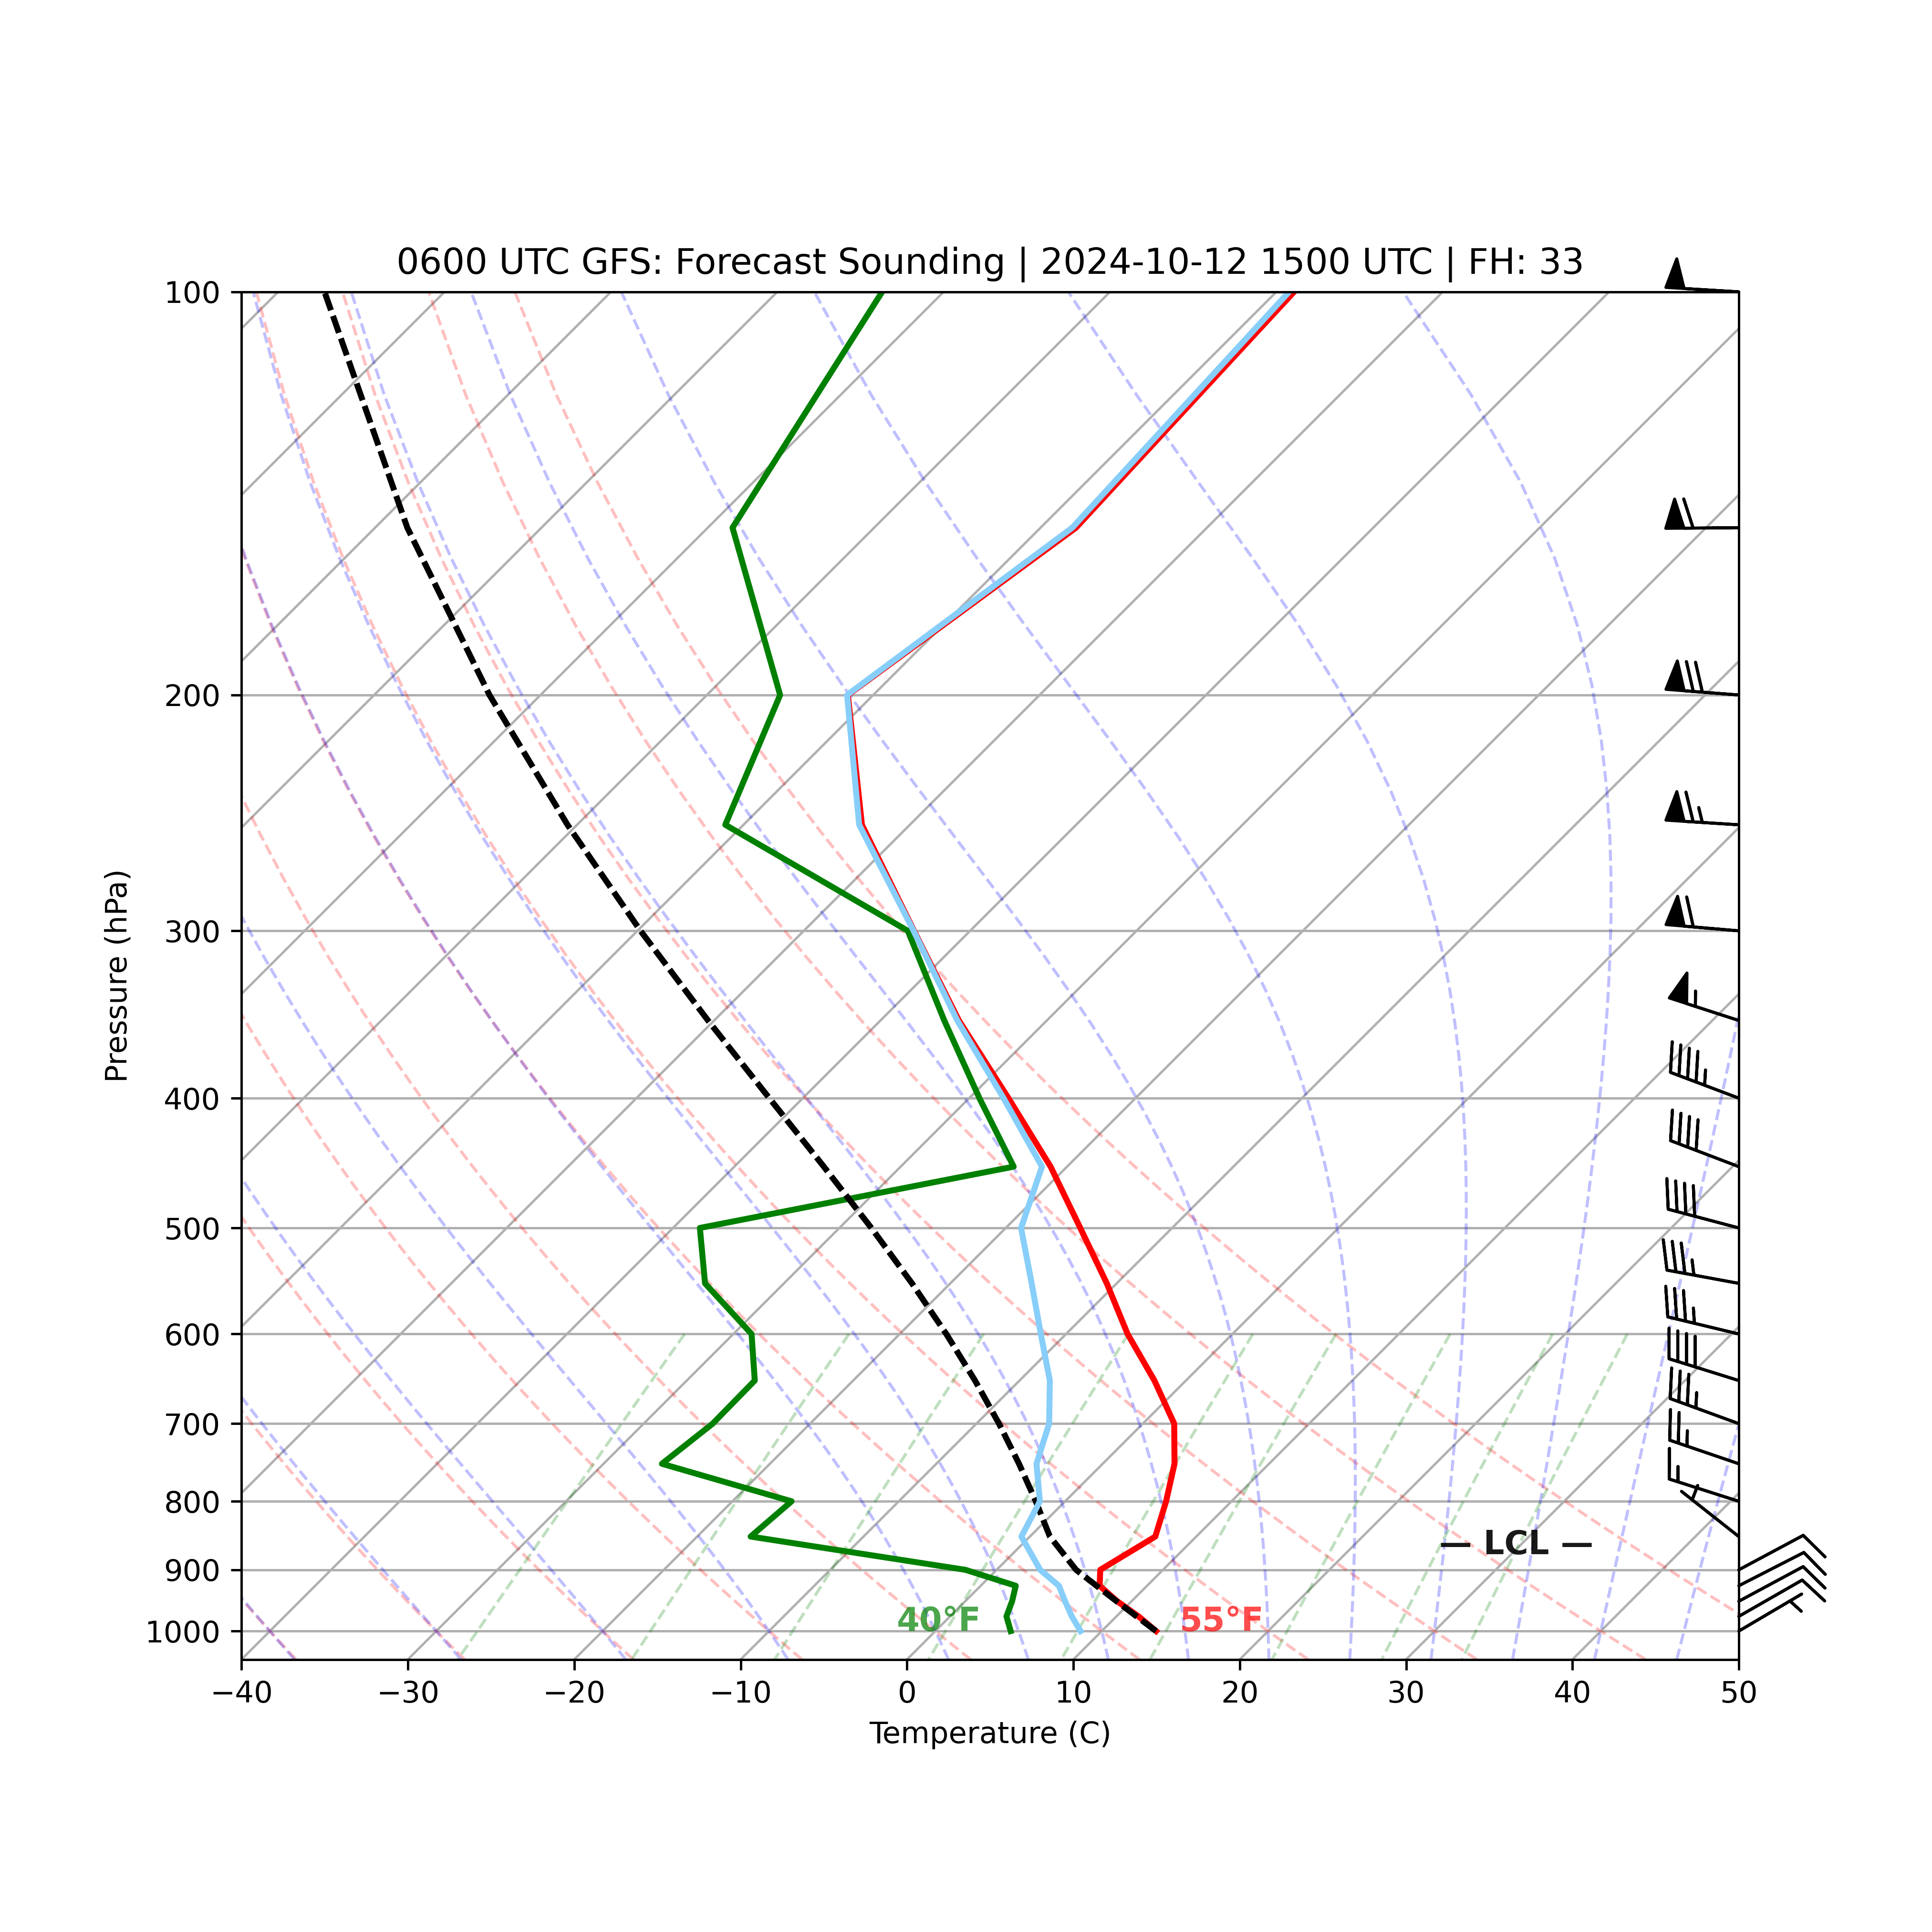 0600 UTC GFS: Forecast Sounding | 2024-10-12 1500 UTC | FH: 33
100
200
300
400
500
600
700
800
900
1000
Pressure (hPa)
— LCL —
40°F
55°F
−40 −30 −20 −10 0 10 20 30 40 50
Temperature (C)